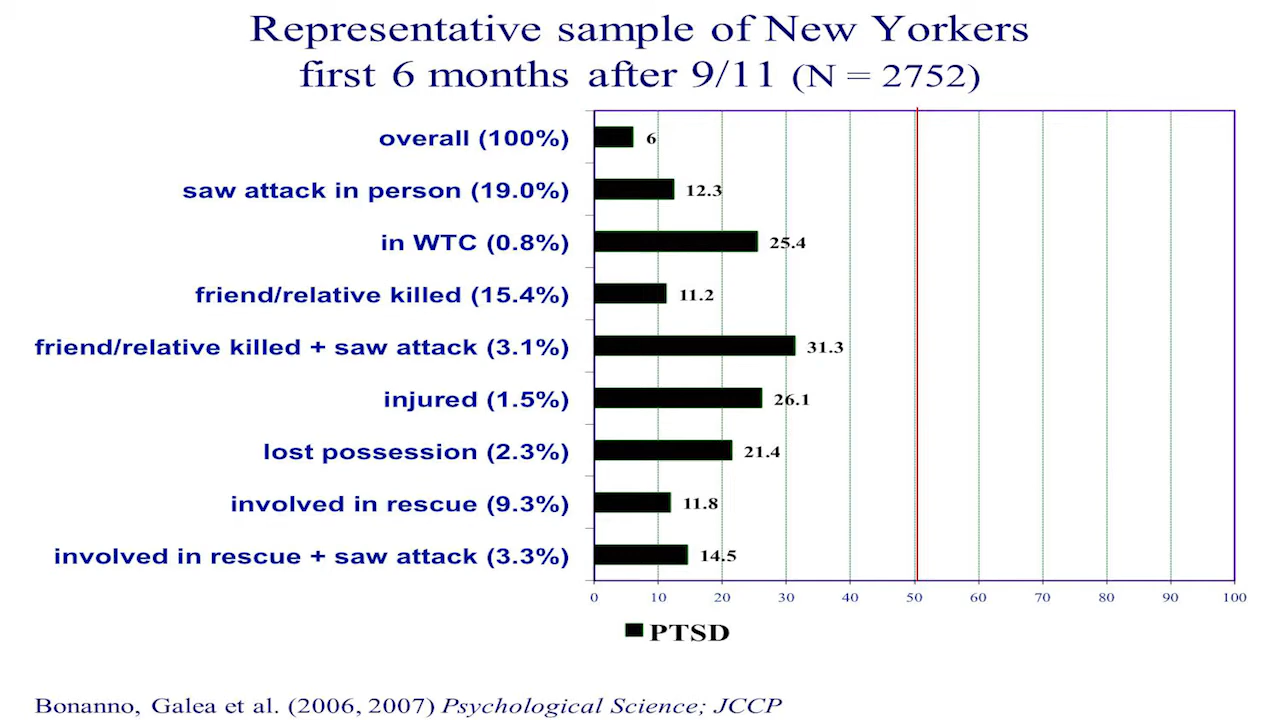 Representative sample of New Yorkers
first 6 months after 9/11 (N = 2752)
overall (100%) 6
saw attack in person (19.0%) 12.3
in WTC (0.8%) 25.4
friend/relative killed (15.4%) 11.2
friend/relative killed + saw attack (3.1%) 31.3
injured (1.5%) 26.1
lost possession (2.3%) 21.4
involved in rescue (9.3%) 11.8
involved in rescue + saw attack (3.3%) 14.5
0 10 20 30 40 50 60 70 80 90 100
PTSD
Bonanno, Galea et al. (2006, 2007) Psychological Science; JCCP